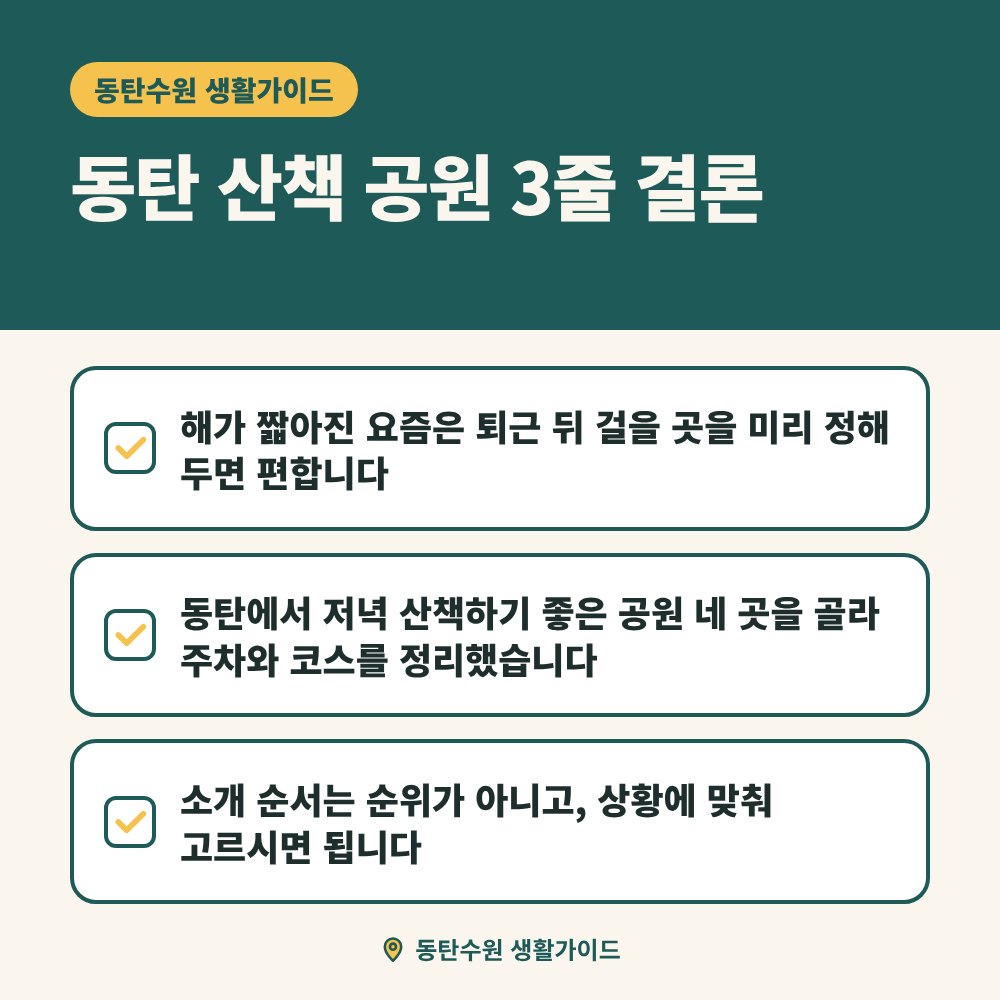 동탄수원 생활가이드
동탄 산책 공원 3줄 결론
해가 짧아진 요즘은 퇴근 뒤 걸을 곳을 미리 정해
두면 편합니다
동탄에서 저녁 산책하기 좋은 공원 네 곳을 골라
주차와 코스를 정리했습니다
소개 순서는 순위가 아니고, 상황에 맞춰
고르시면 됩니다
동탄수원 생활가이드